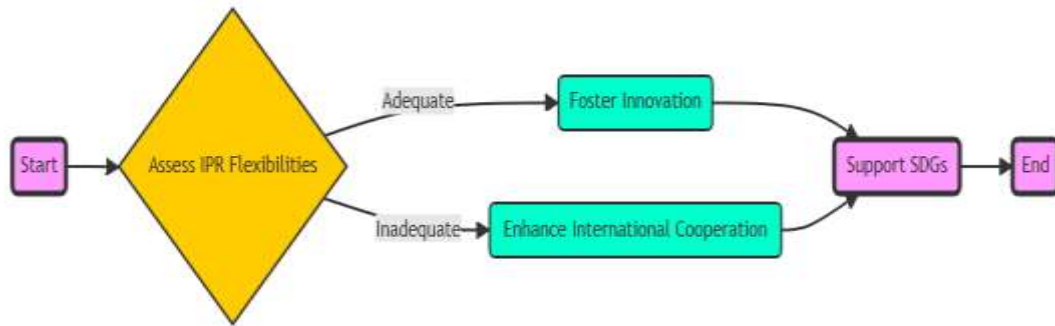 Start
Assess IPR Flexibilities
Adequate
Foster Innovation
Inadequate
Enhance International Cooperation
Support SDGs
End